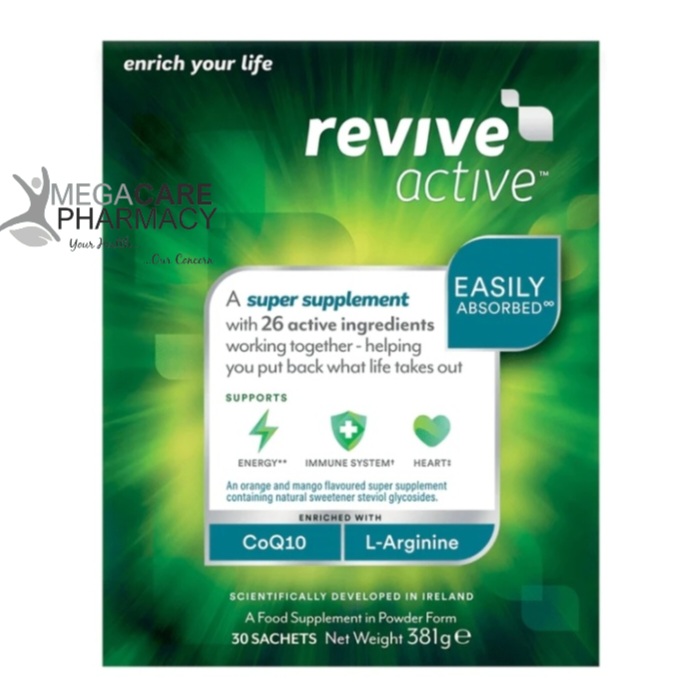 enrich your life
revive
active™
MEGACARE
PHARMACY
Your Health
...Our Concern
EASILY
ABSORBED∞
A super supplement
with 26 active ingredients
working together - helping
you put back what life takes out
SUPPORTS
ENERGY** IMMUNE SYSTEM† HEART‡
An orange and mango flavoured super supplement
containing natural sweetener steviol glycosides.
ENRICHED WITH
CoQ10 L-Arginine
SCIENTIFICALLY DEVELOPED IN IRELAND
A Food Supplement in Powder Form
30 SACHETS Net Weight 381g℮